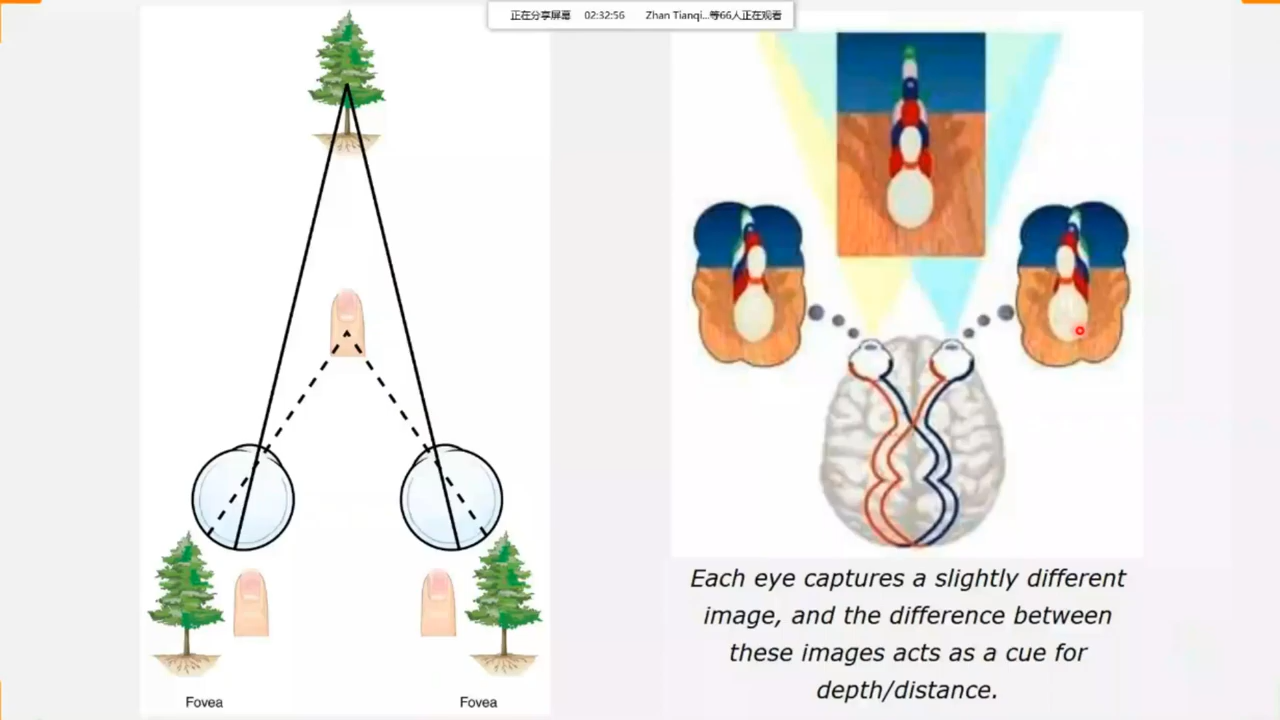 正在分享屏幕 02:32:56 Zhan Tianqi...等66人正在观看
Fovea
Fovea
Each eye captures a slightly different
image, and the difference between
these images acts as a cue for
depth/distance.